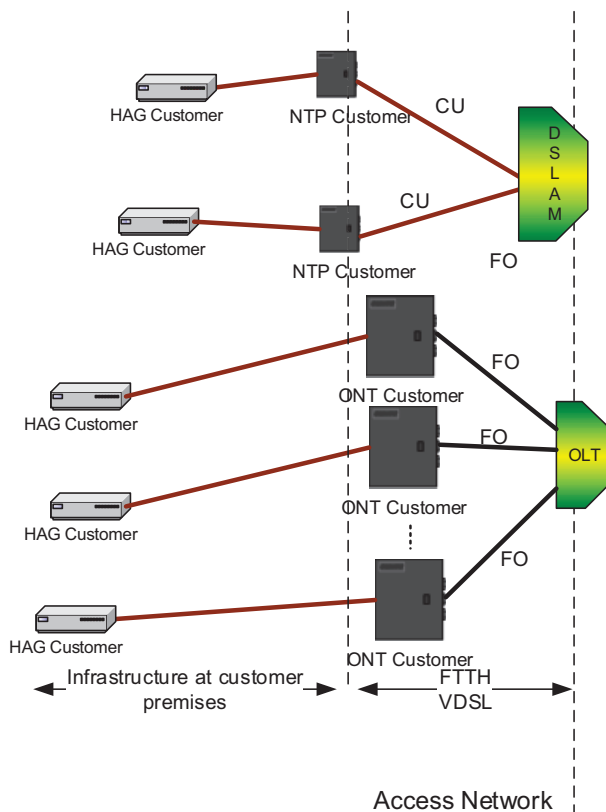 HAG Customer
NTP Customer
CU
DSLAM
CU
HAG Customer
NTP Customer
FO
FO
HAG Customer
ONT Customer
FO
OLT
HAG Customer
ONT Customer
FO
HAG Customer
ONT Customer
Infrastructure at customer
premises
FTTH
VDSL
Access Network